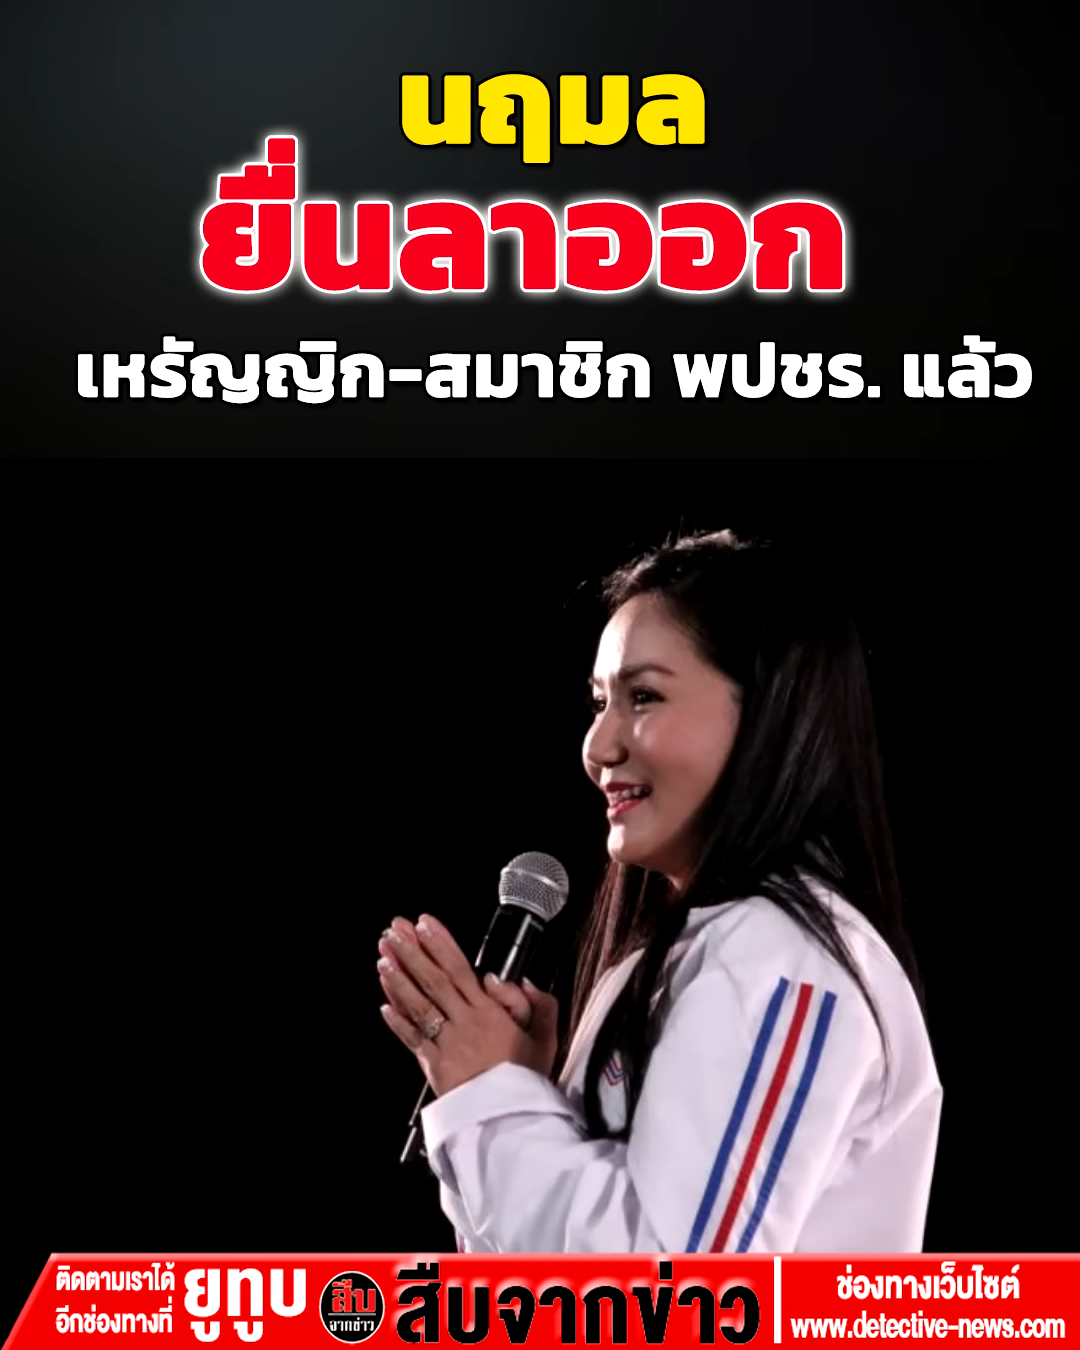 นฤมล
ยื่นลาออก
เหรัญญิก-สมาชิก พปชร. แล้ว
ติดตามเราได้
อีกช่องทางที่
ยูทูบ
สืบ
จากข่าว
สืบจากข่าว
ช่องทางเว็บไซต์
www.detective-news.com